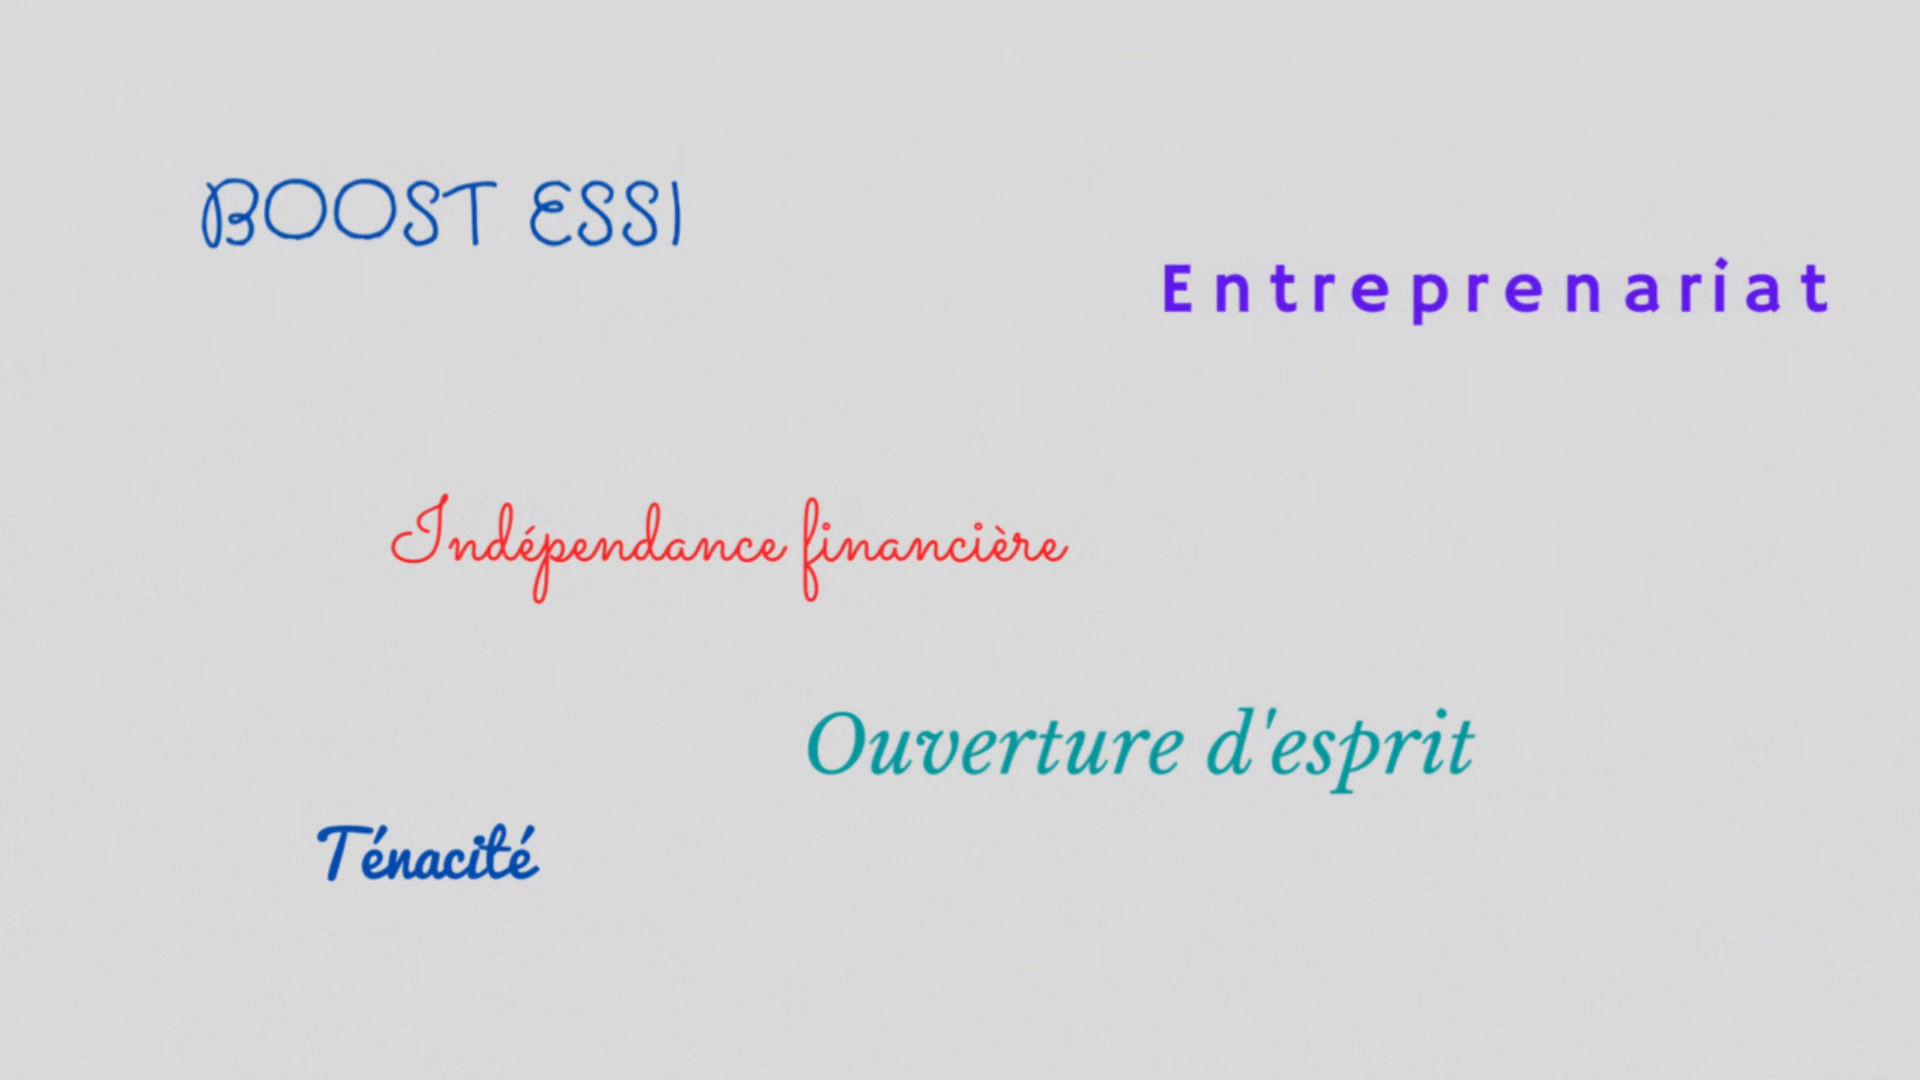 BOOST ESSI
Entreprenariat
Indépendance financière
Ouverture d'esprit
Ténacité